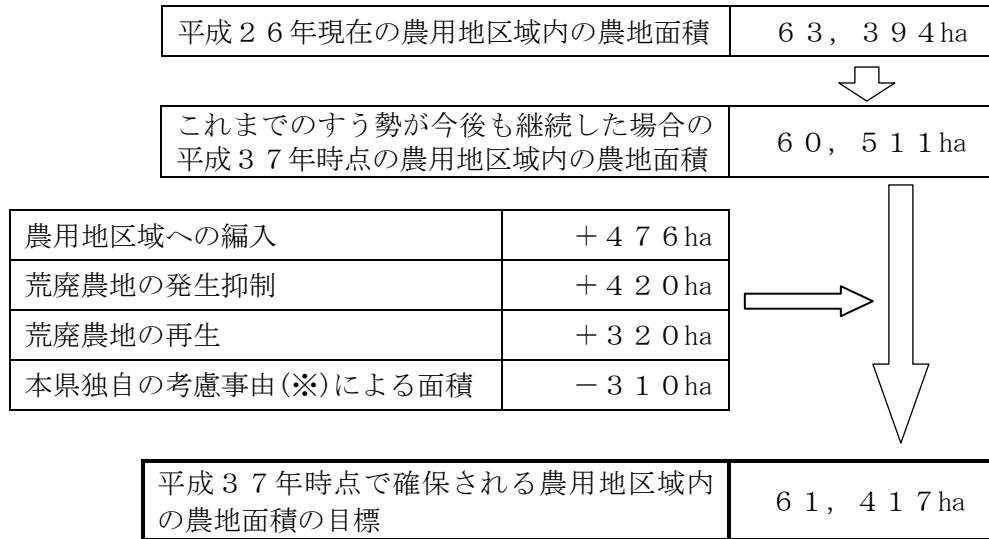 平成２６年現在の農用地区域内の農地面積 ６３，３９４ha
これまでのすう勢が今後も継続した場合の
平成３７年時点の農用地区域内の農地面積 ６０，５１１ha
農用地区域への編入 ＋４７６ha
荒廃農地の発生抑制 ＋４２０ha
荒廃農地の再生 ＋３２０ha
本県独自の考慮事由(※)による面積 －３１０ha
平成３７年時点で確保される農用地区域内
の農地面積の目標 ６１，４１７ha